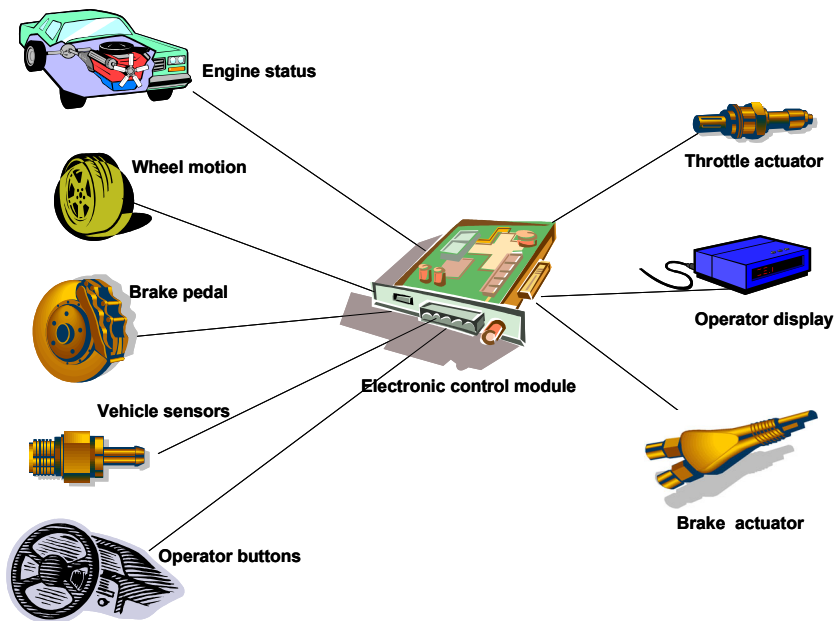 Engine status
Wheel motion
Brake pedal
Vehicle sensors
Operator buttons
Electronic control module
Throttle actuator
Operator display
Brake  actuator